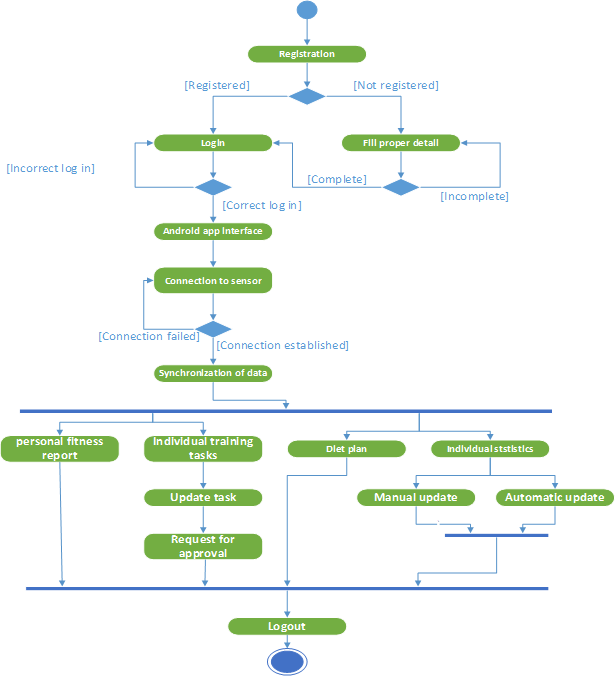 Registration
[Registered]
[Not registered]
Login
Fill proper detail
[Incorrect log in]
[Complete]
[Incomplete]
[Correct log in]
Android app interface
Connection to sensor
[Connection failed]
[Connection established]
Synchronization of data
personal fitness
report
Individual training
tasks
Diet plan
Individual ststistics
Update task
Manual update
Automatic update
Request for
approval
Logout